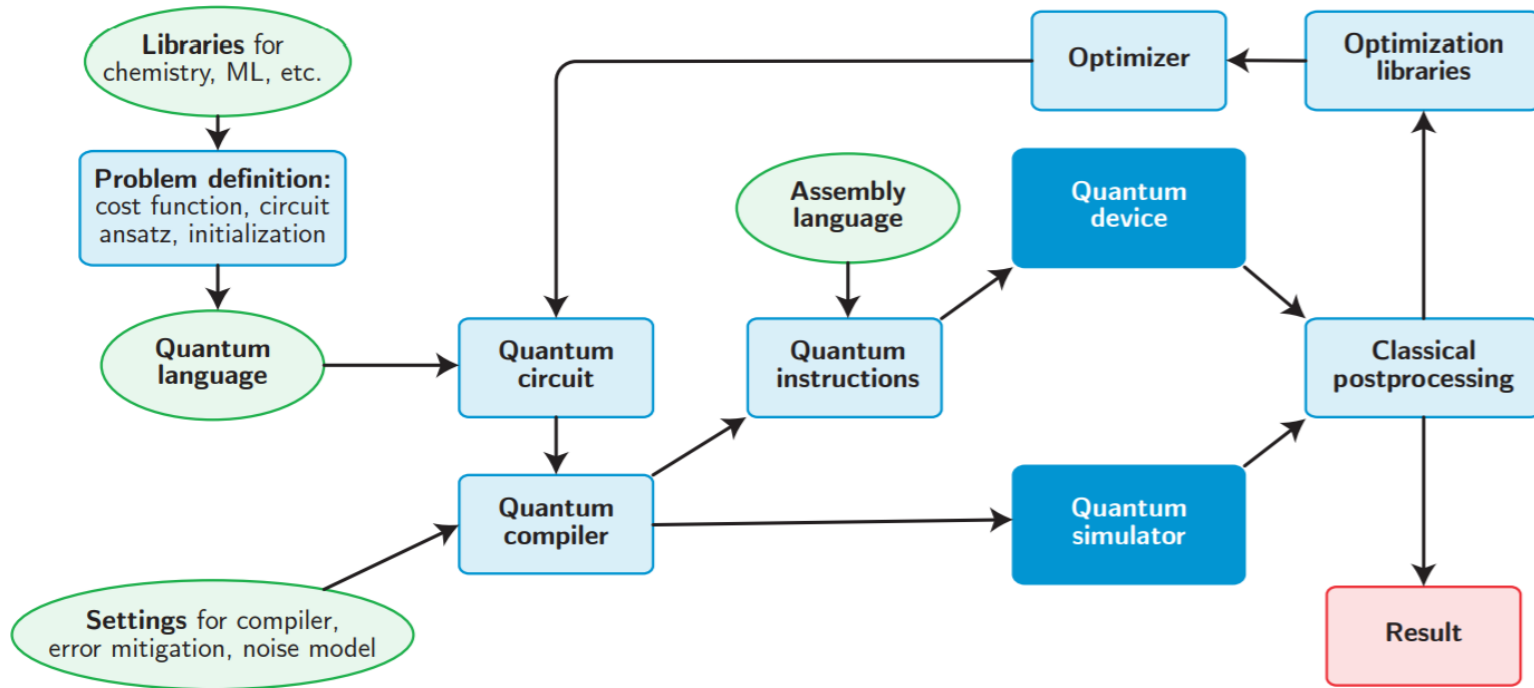 Libraries for
chemistry, ML, etc.
Optimizer
Optimization
libraries
Problem definition:
cost function, circuit
ansatz, initialization
Assembly
language
Quantum
device
Quantum
language
Quantum
circuit
Quantum
instructions
Classical
postprocessing
Quantum
compiler
Quantum
simulator
Settings for compiler,
error mitigation, noise model
Result